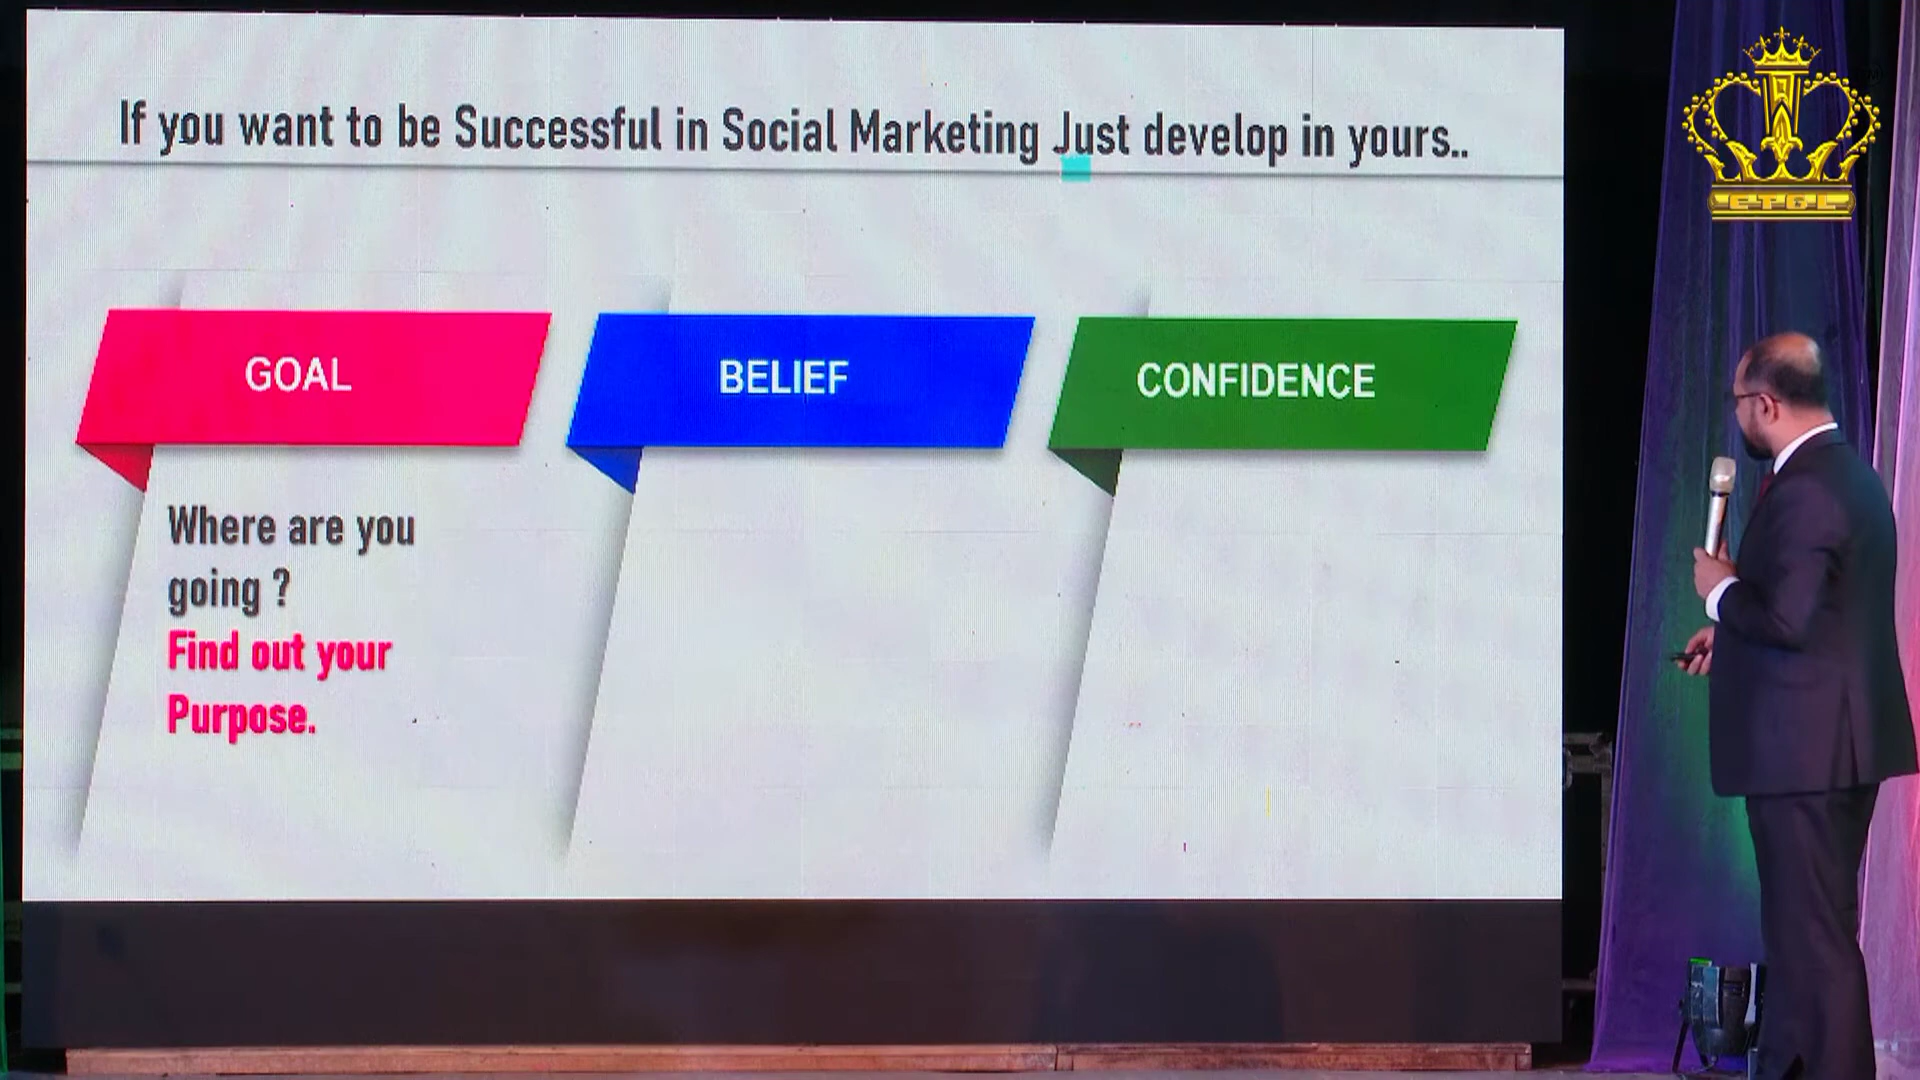 If you want to be Successful in Social Marketing Just develop in yours..
GOAL
BELIEF
CONFIDENCE
Where are you
going ?
Find out your
Purpose.
ETBL